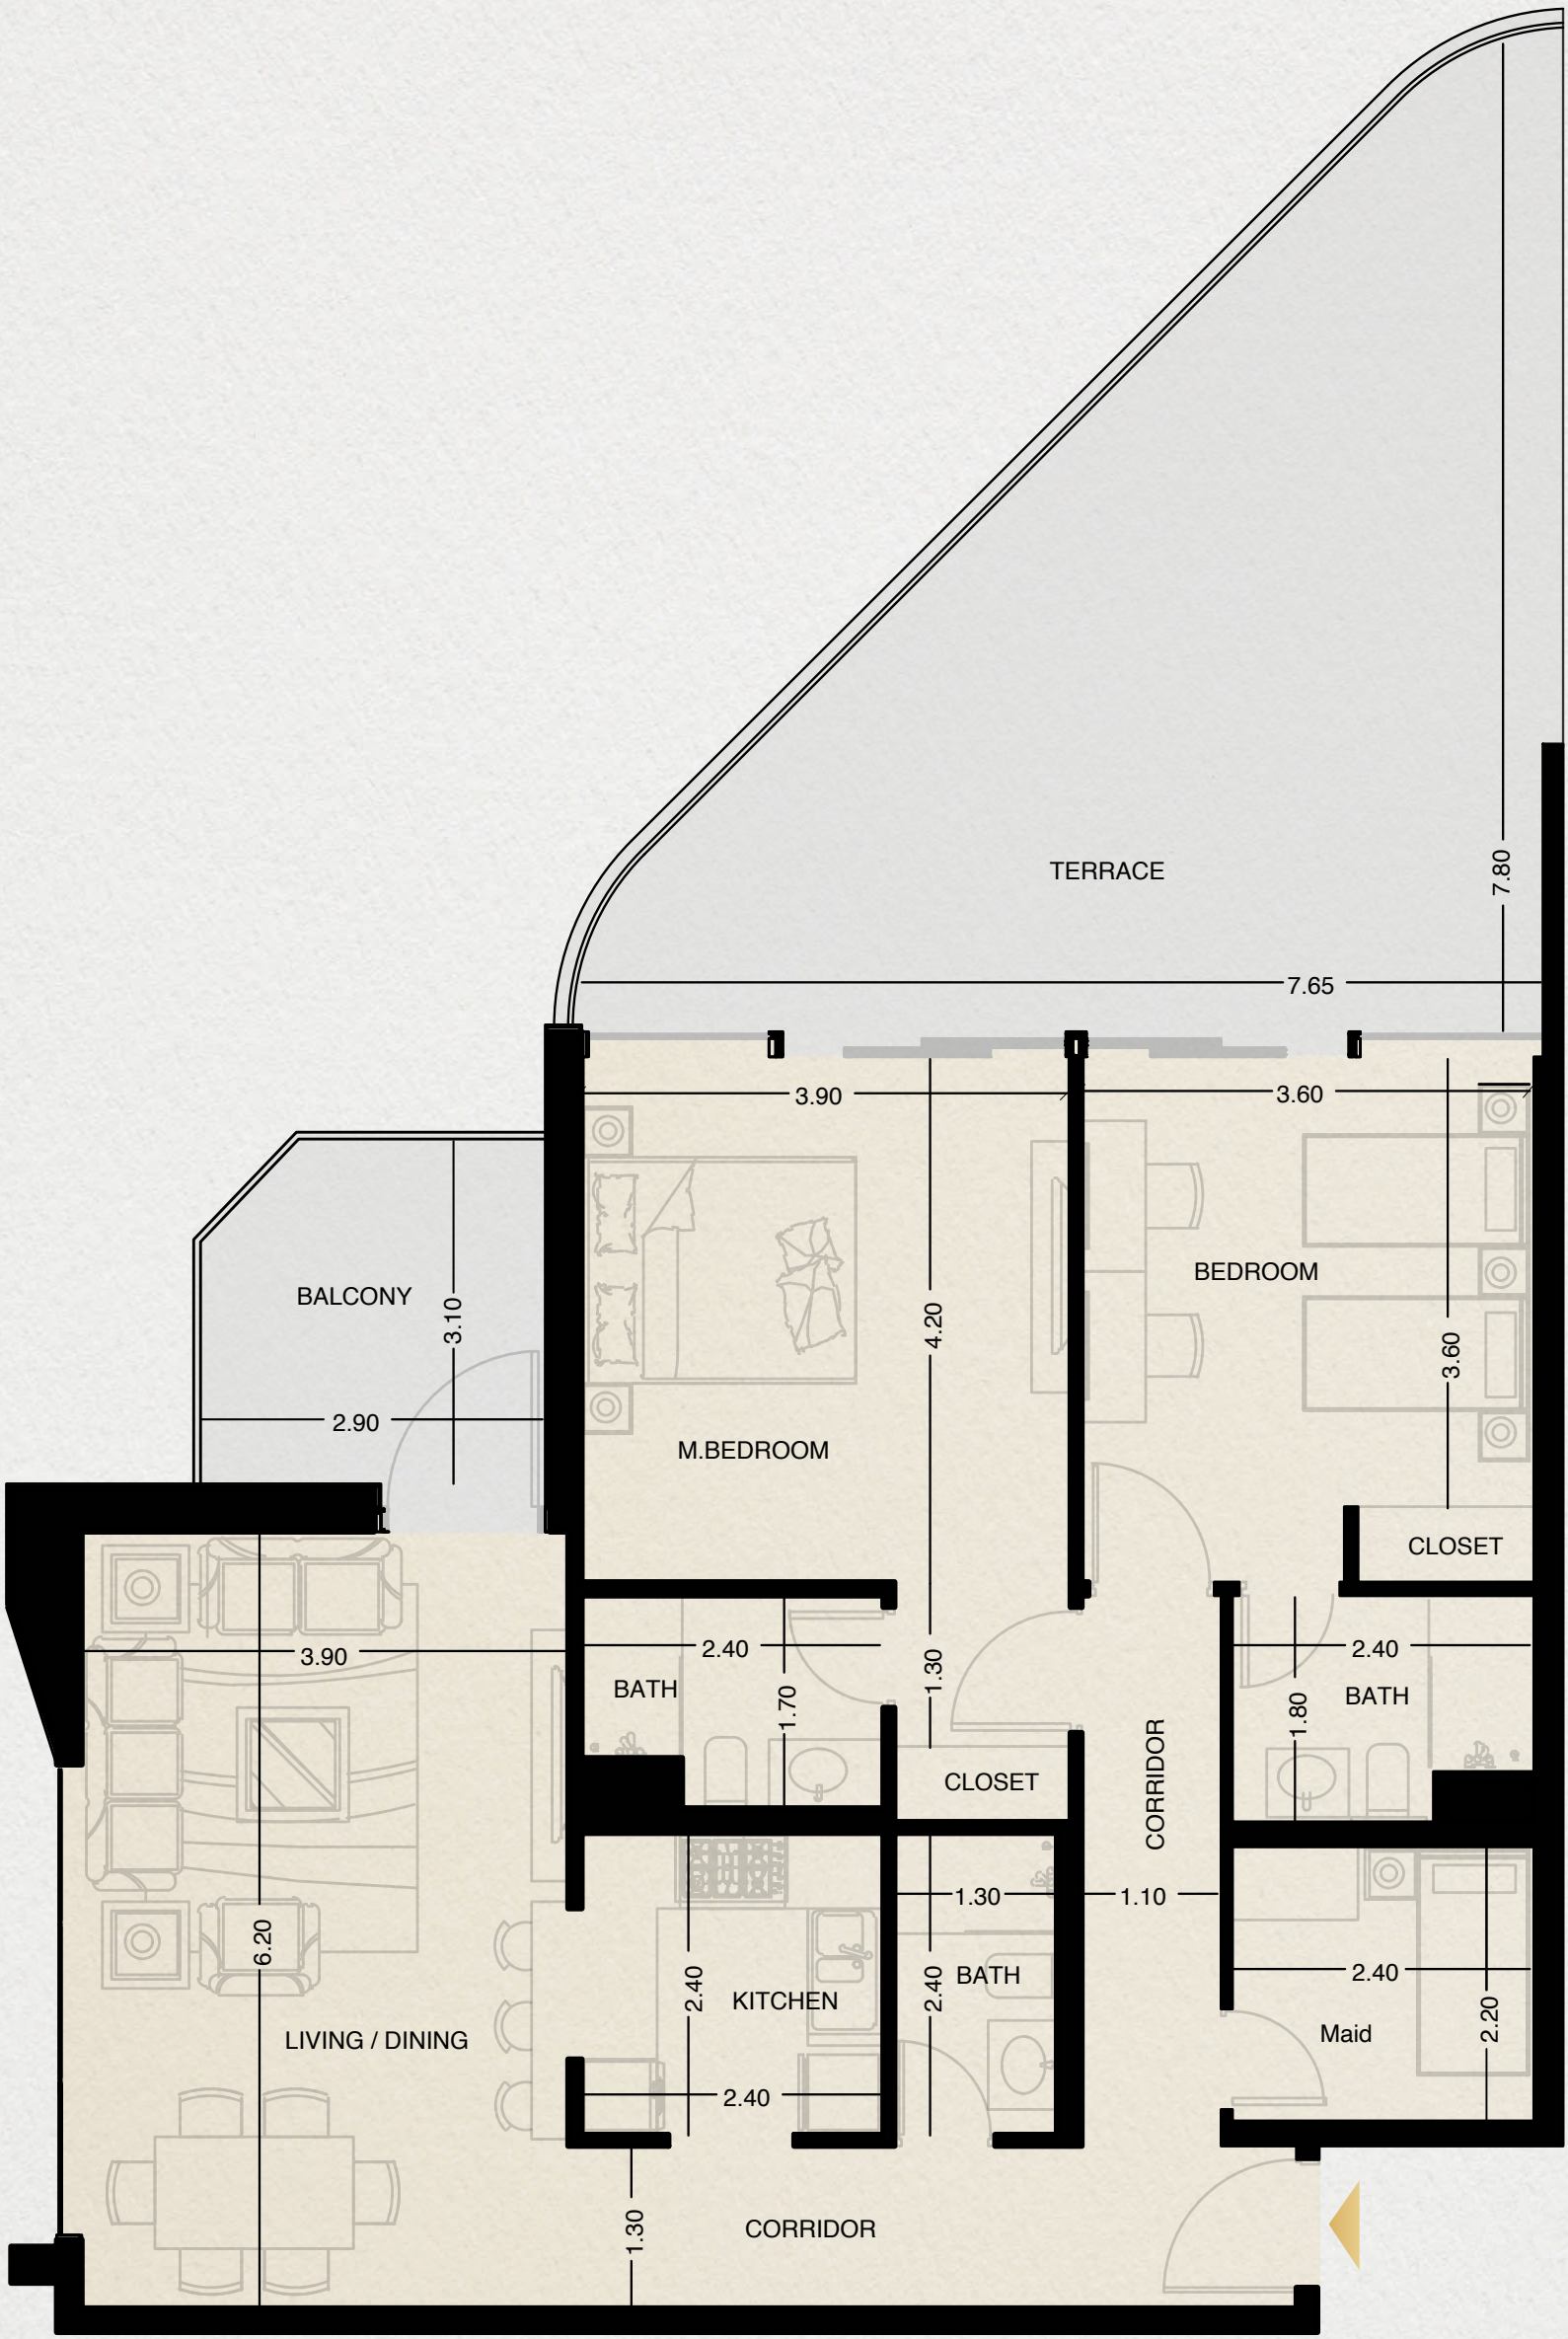 7.80
TERRACE
7.65
3.90
3.60
BALCONY
3.10
4.20
BEDROOM
3.60
2.90
M.BEDROOM
CLOSET
3.90
2.40
1.30
2.40
BATH
1.70
1.80
BATH
CLOSET
CORRIDOR
1.30
1.10
6.20
2.40
KITCHEN
2.40
BATH
2.40
Maid
2.20
LIVING / DINING
2.40
1.30
CORRIDOR